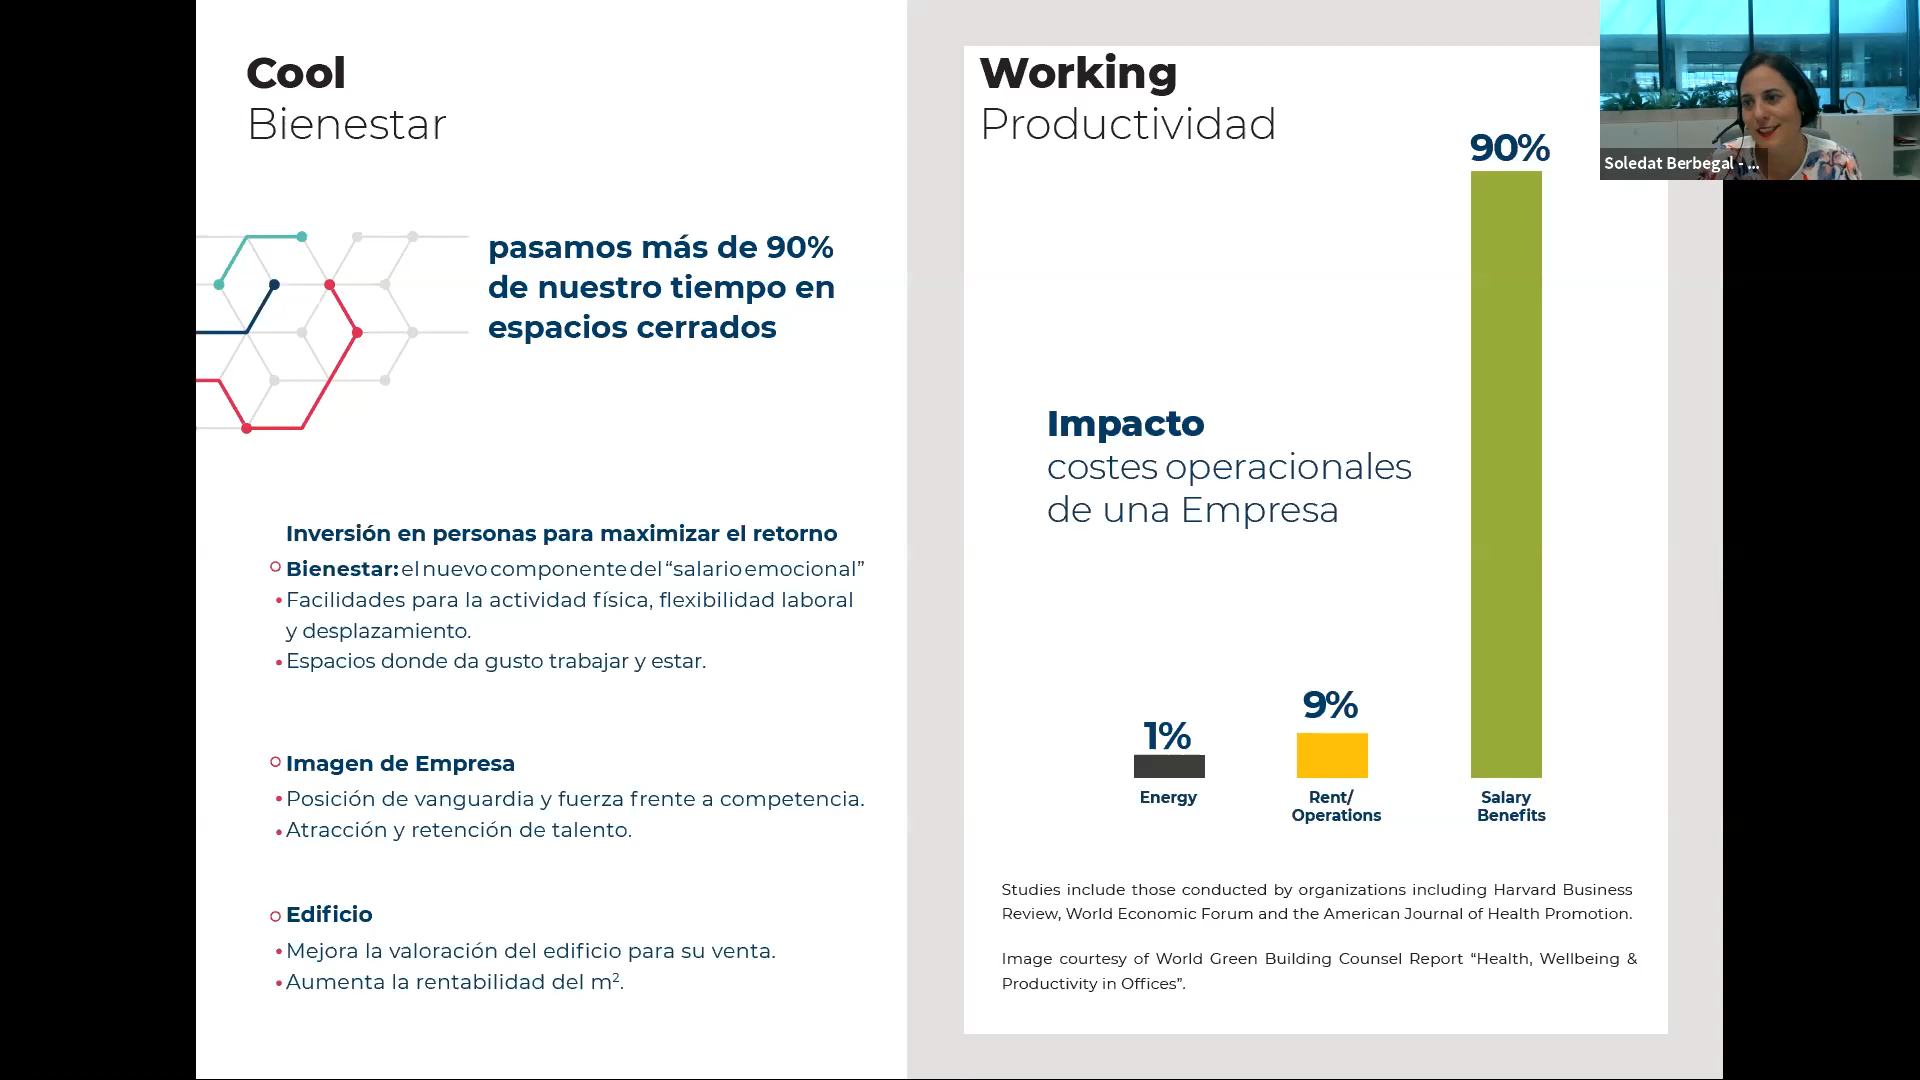 Cool
Bienestar
pasamos más de 90%
de nuestro tiempo en
espacios cerrados
Inversión en personas para maximizar el retorno
Bienestar: el nuevo componente del “salario emocional”
Facilidades para la actividad física, flexibilidad laboral
y desplazamiento.
Espacios donde da gusto trabajar y estar.
Imagen de Empresa
Posición de vanguardia y fuerza frente a competencia.
Atracción y retención de talento.
Edificio
Mejora la valoración del edificio para su venta.
Aumenta la rentabilidad del m².
Working
Productividad
90%
Impacto
costes operacionales
de una Empresa
9%
1%
Energy
Rent/
Operations
Salary
Benefits
Studies include those conducted by organizations including Harvard Business
Review, World Economic Forum and the American Journal of Health Promotion.
Image courtesy of World Green Building Counsel Report “Health, Wellbeing &
Productivity in Offices”.
Soledat Berbegal - ...